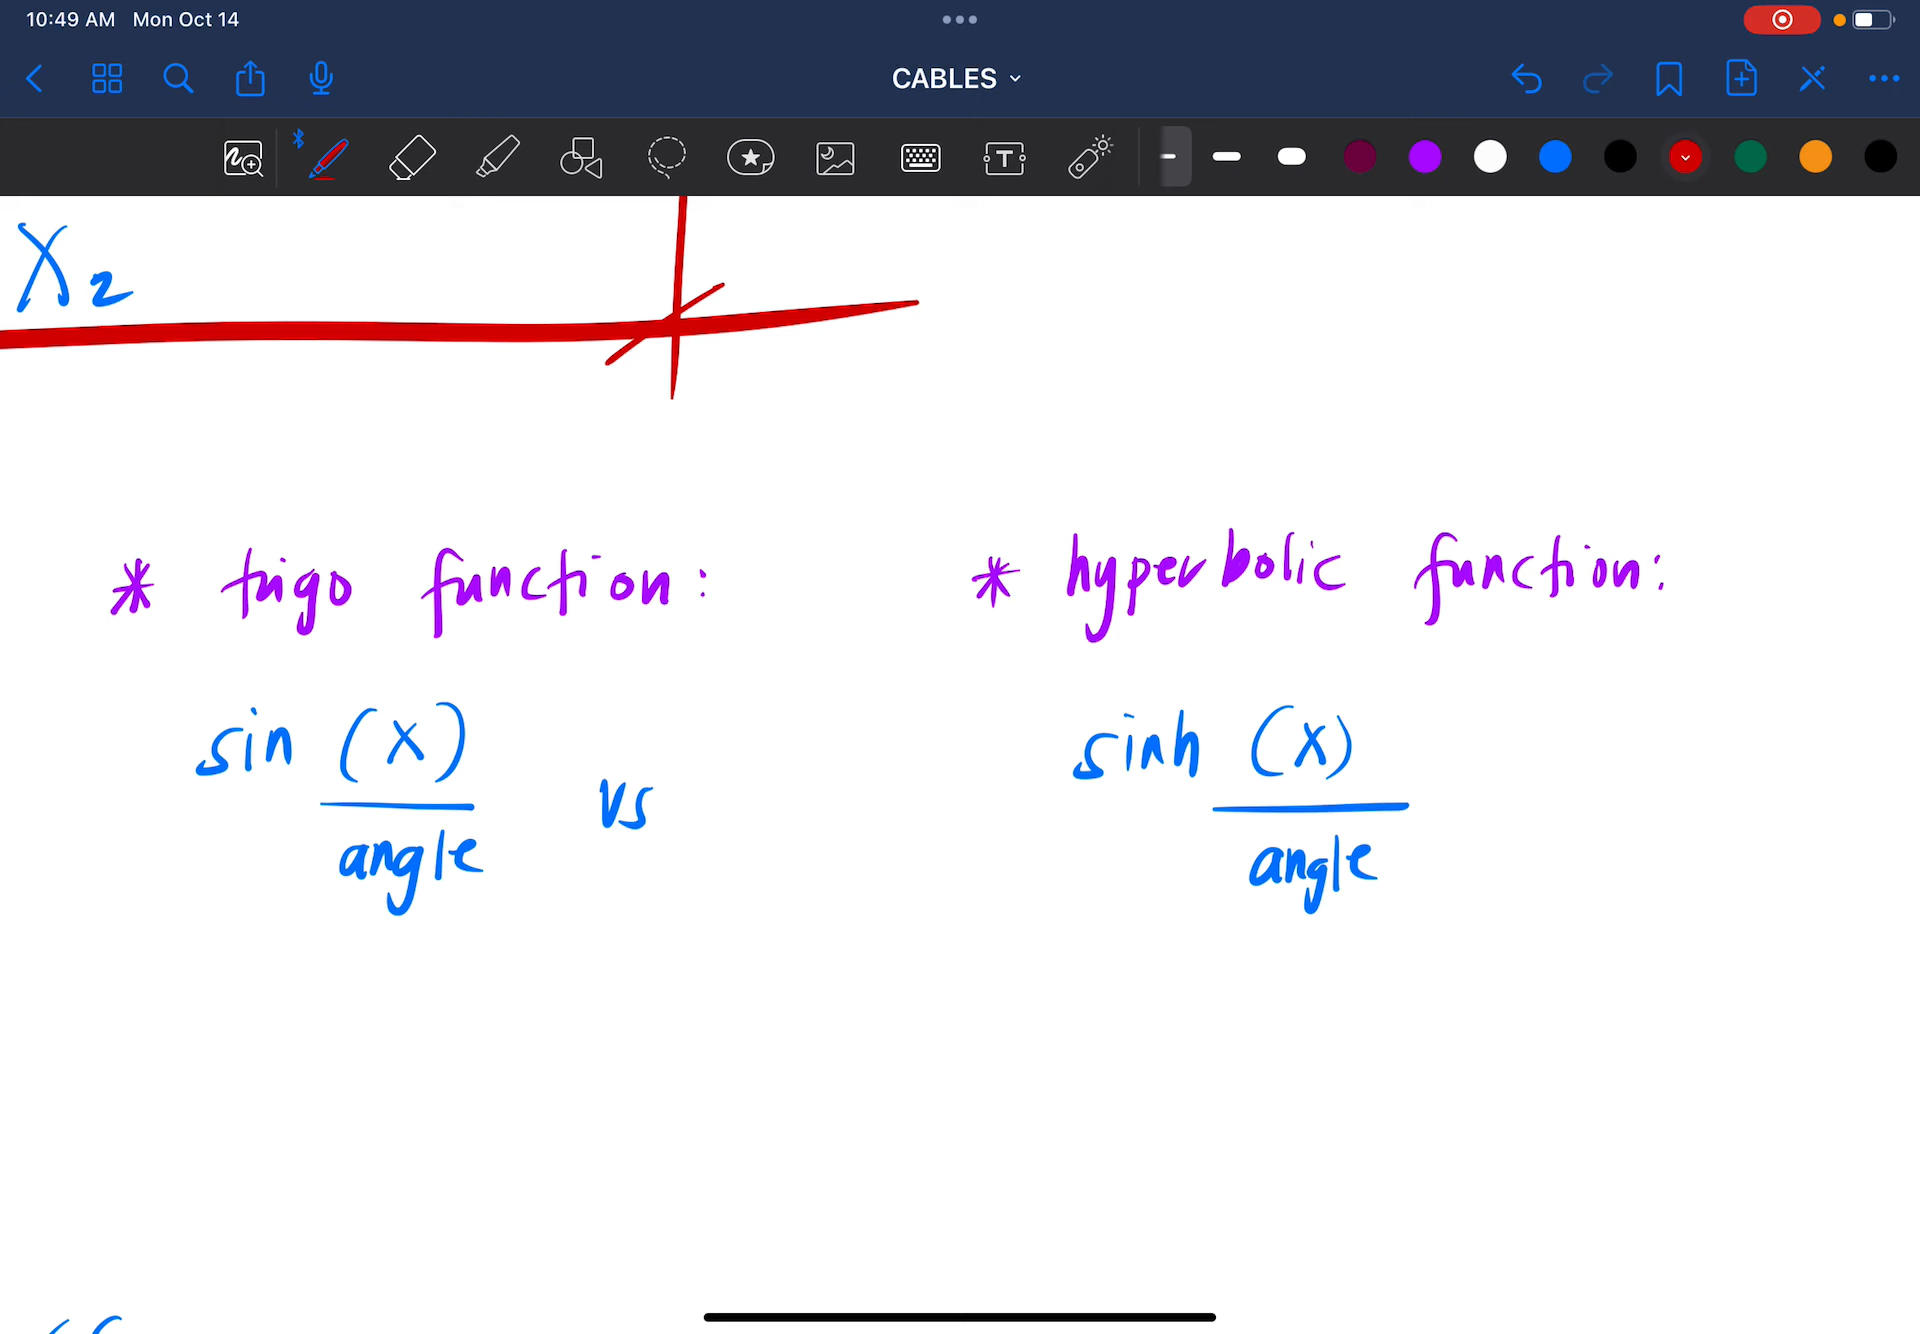 10:49 AM Mon Oct 14
CABLES
T
X2
* trigo function: * hyperbolic function:
sin (x) vs sinh (x)
angle angle